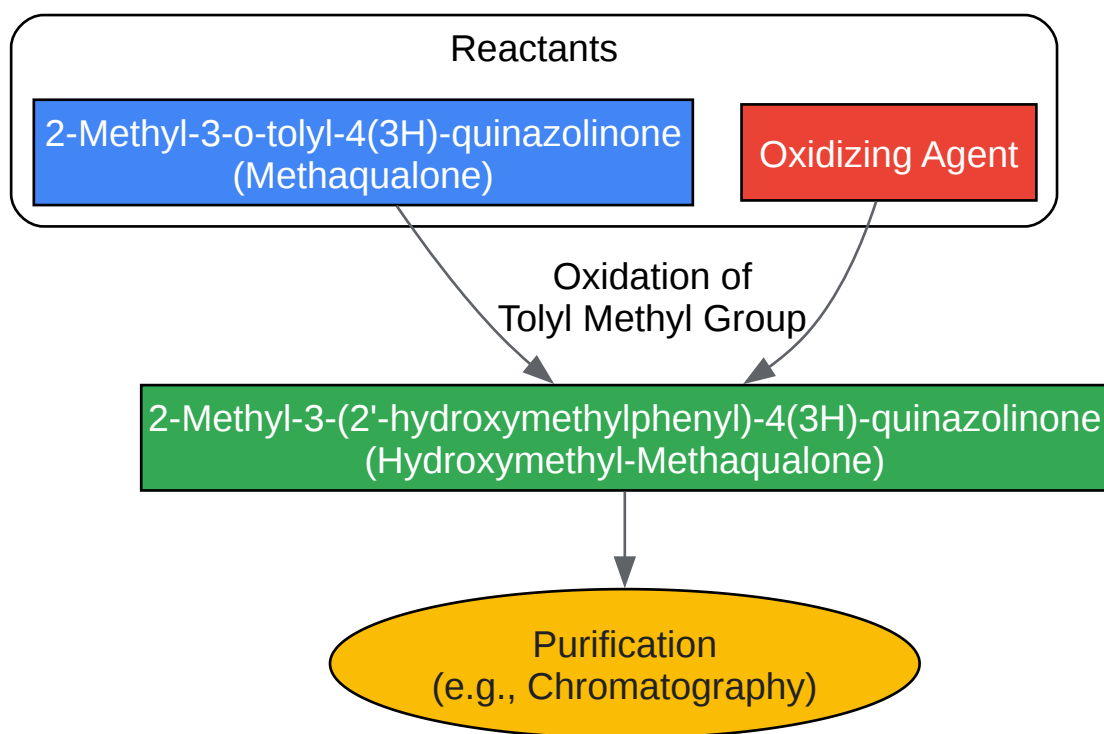 Reactants
2-Methyl-3-o-tolyl-4(3H)-quinazolinone
(Methaqualone)
Oxidizing Agent
Oxidation of
Tolyl Methyl Group
2-Methyl-3-(2'-hydroxymethylphenyl)-4(3H)-quinazolinone
(Hydroxymethyl-Methaqualone)
Purification
(e.g., Chromatography)